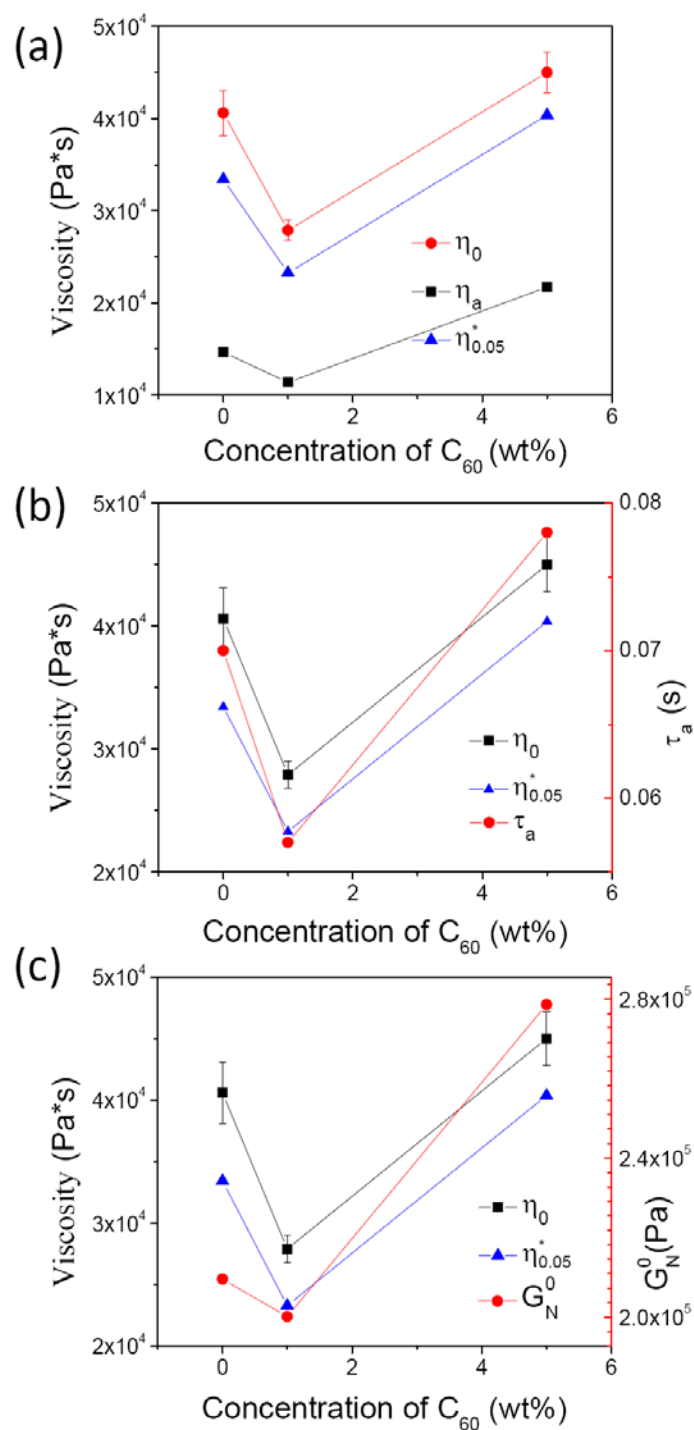 (a)
5x10⁴
4x10⁴
3x10⁴
2x10⁴
1x10⁴
Viscosity (Pa*s)
η₀
ηₐ
η*₀.₀₅
0 2 4 6
Concentration of C₆₀ (wt%)
(b)
5x10⁴
4x10⁴
3x10⁴
2x10⁴
Viscosity (Pa*s)
0.08
0.07
0.06
τₐ (s)
η₀
η*₀.₀₅
τₐ
0 2 4 6
Concentration of C₆₀ (wt%)
(c)
5x10⁴
4x10⁴
3x10⁴
2x10⁴
Viscosity (Pa*s)
2.8x10⁵
2.4x10⁵
2.0x10⁵
G⁰_N(Pa)
η₀
η*₀.₀₅
G⁰_N
0 2 4 6
Concentration of C₆₀ (wt%)